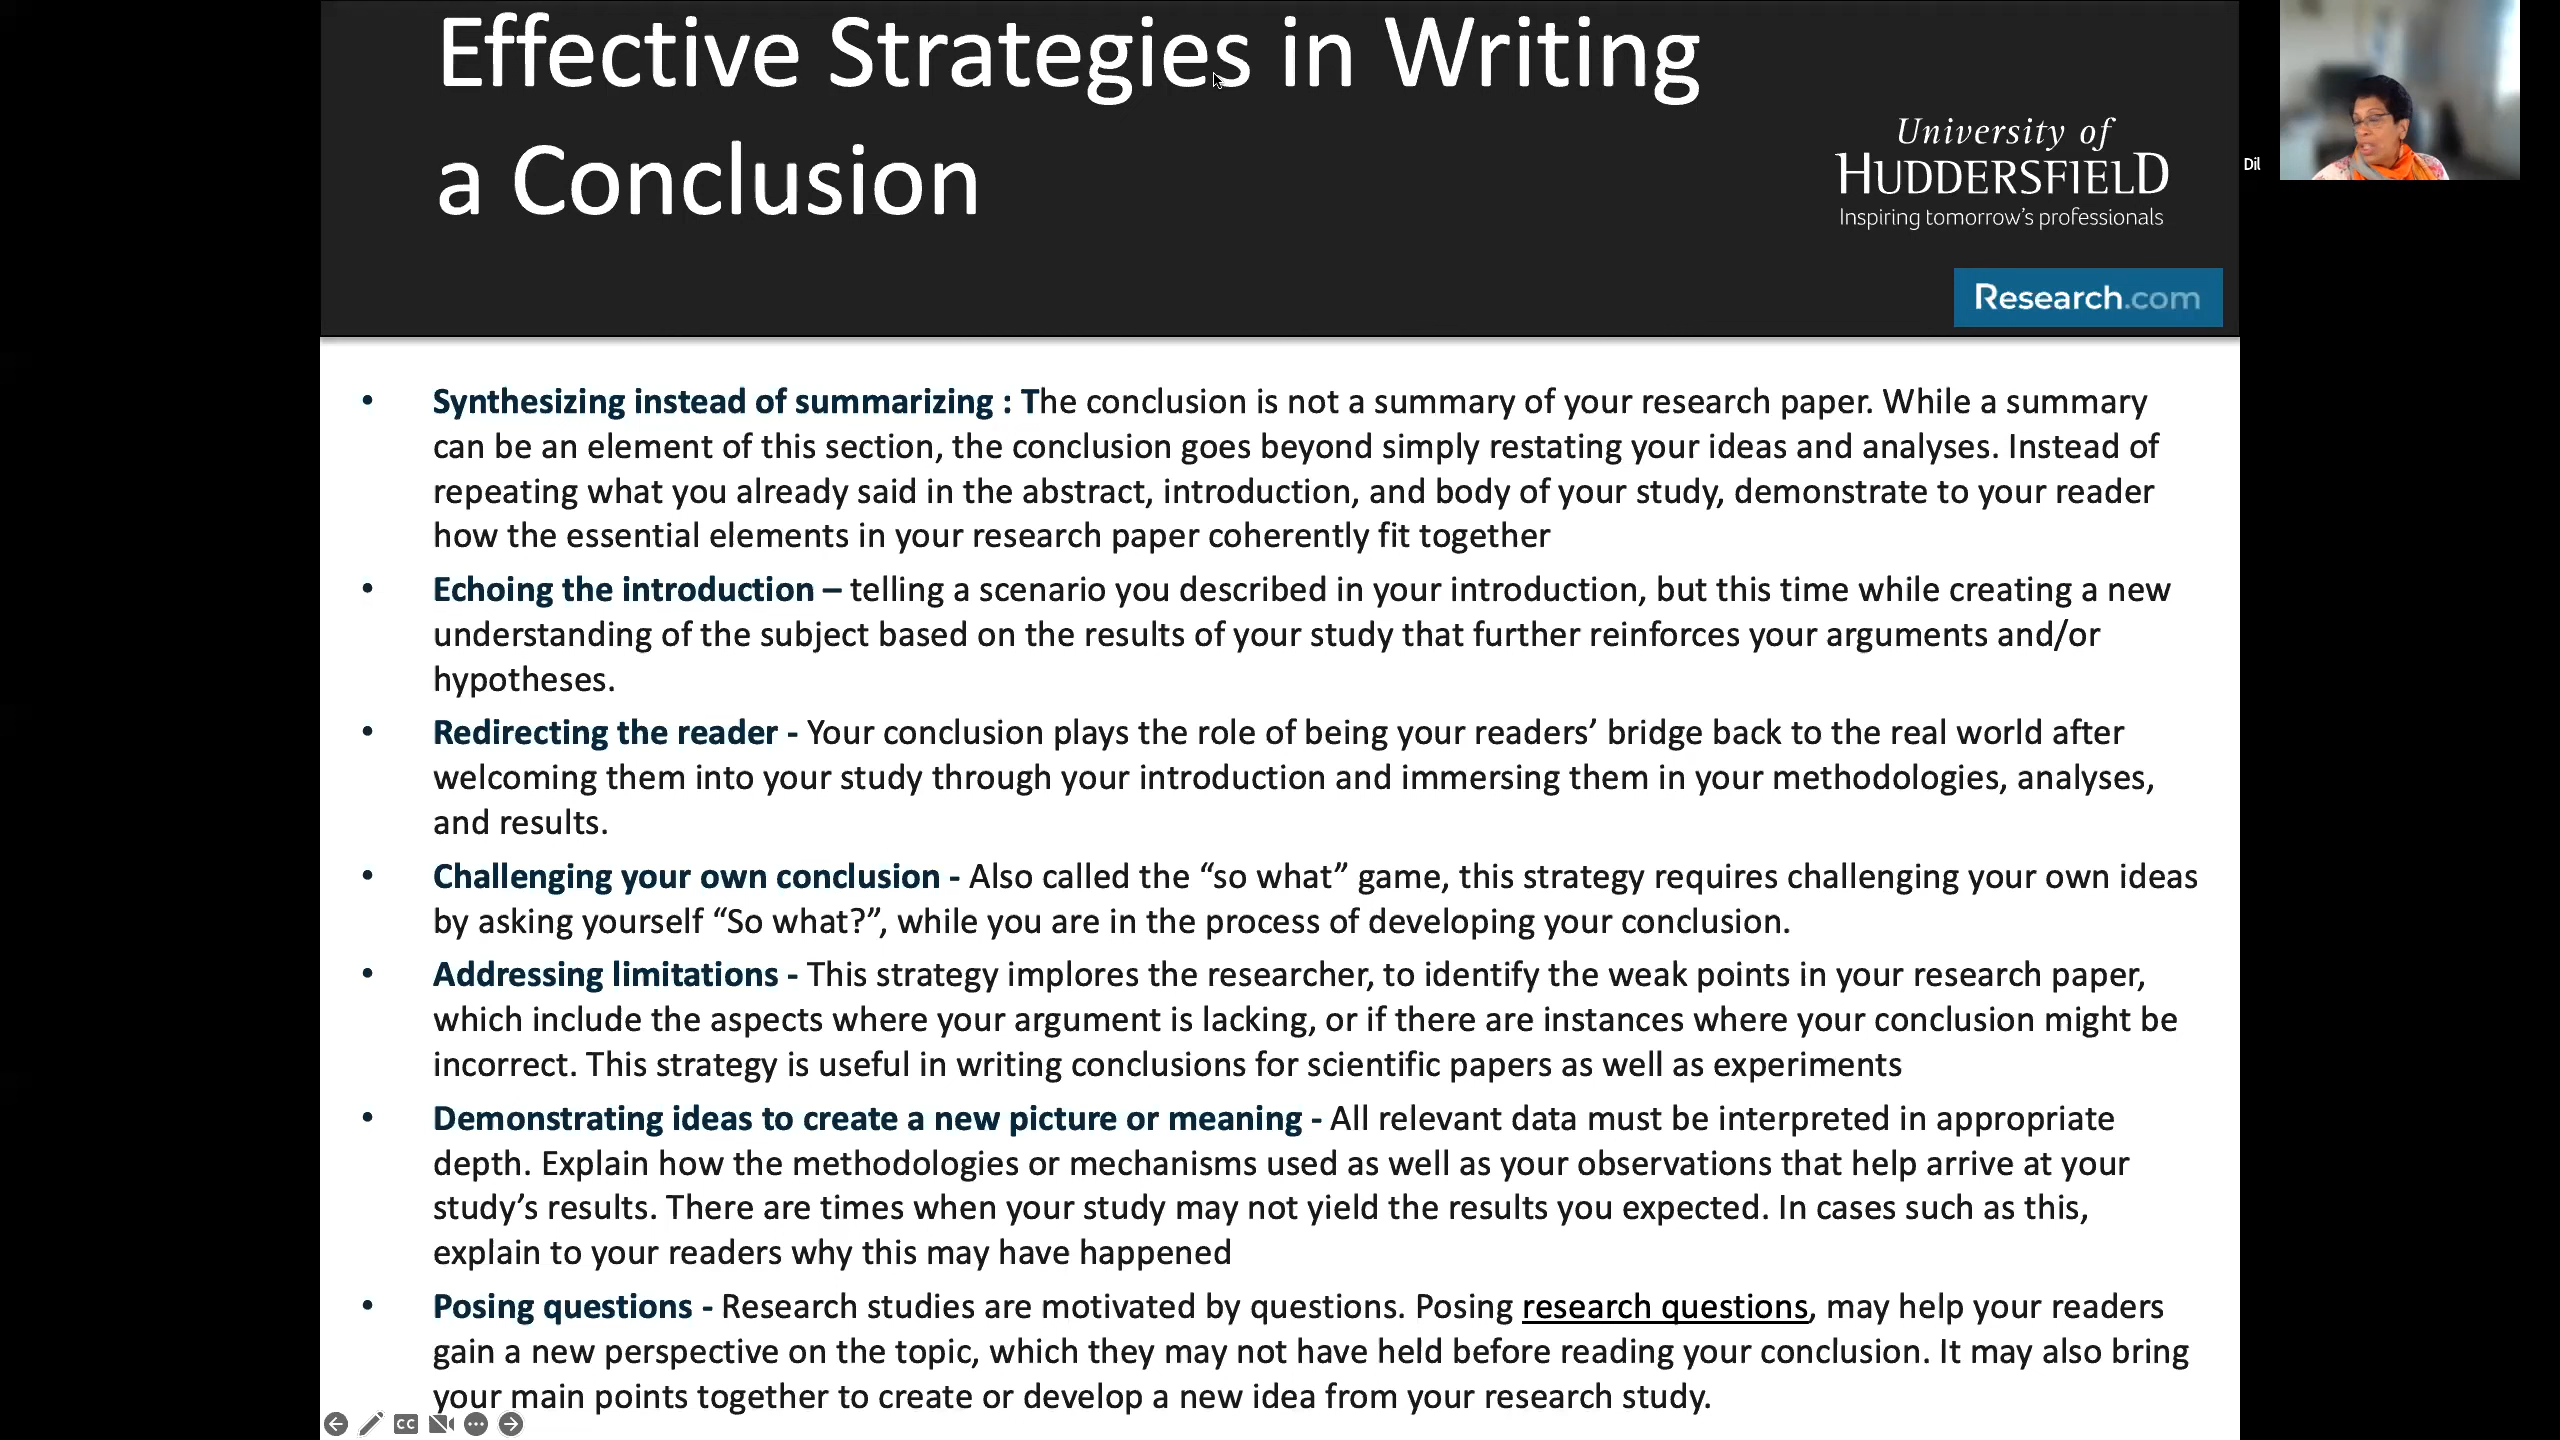 Effective Strategies in Writing
a Conclusion
University of
HUDDERSFIELD
Inspiring tomorrow's professionals
Research.com
Dil
• Synthesizing instead of summarizing : The conclusion is not a summary of your research paper. While a summary
can be an element of this section, the conclusion goes beyond simply restating your ideas and analyses. Instead of
repeating what you already said in the abstract, introduction, and body of your study, demonstrate to your reader
how the essential elements in your research paper coherently fit together
• Echoing the introduction – telling a scenario you described in your introduction, but this time while creating a new
understanding of the subject based on the results of your study that further reinforces your arguments and/or
hypotheses.
• Redirecting the reader - Your conclusion plays the role of being your readers’ bridge back to the real world after
welcoming them into your study through your introduction and immersing them in your methodologies, analyses,
and results.
• Challenging your own conclusion - Also called the “so what” game, this strategy requires challenging your own ideas
by asking yourself “So what?”, while you are in the process of developing your conclusion.
• Addressing limitations - This strategy implores the researcher, to identify the weak points in your research paper,
which include the aspects where your argument is lacking, or if there are instances where your conclusion might be
incorrect. This strategy is useful in writing conclusions for scientific papers as well as experiments
• Demonstrating ideas to create a new picture or meaning - All relevant data must be interpreted in appropriate
depth. Explain how the methodologies or mechanisms used as well as your observations that help arrive at your
study’s results. There are times when your study may not yield the results you expected. In cases such as this,
explain to your readers why this may have happened
• Posing questions - Research studies are motivated by questions. Posing research questions, may help your readers
gain a new perspective on the topic, which they may not have held before reading your conclusion. It may also bring
your main points together to create or develop a new idea from your research study.
CC